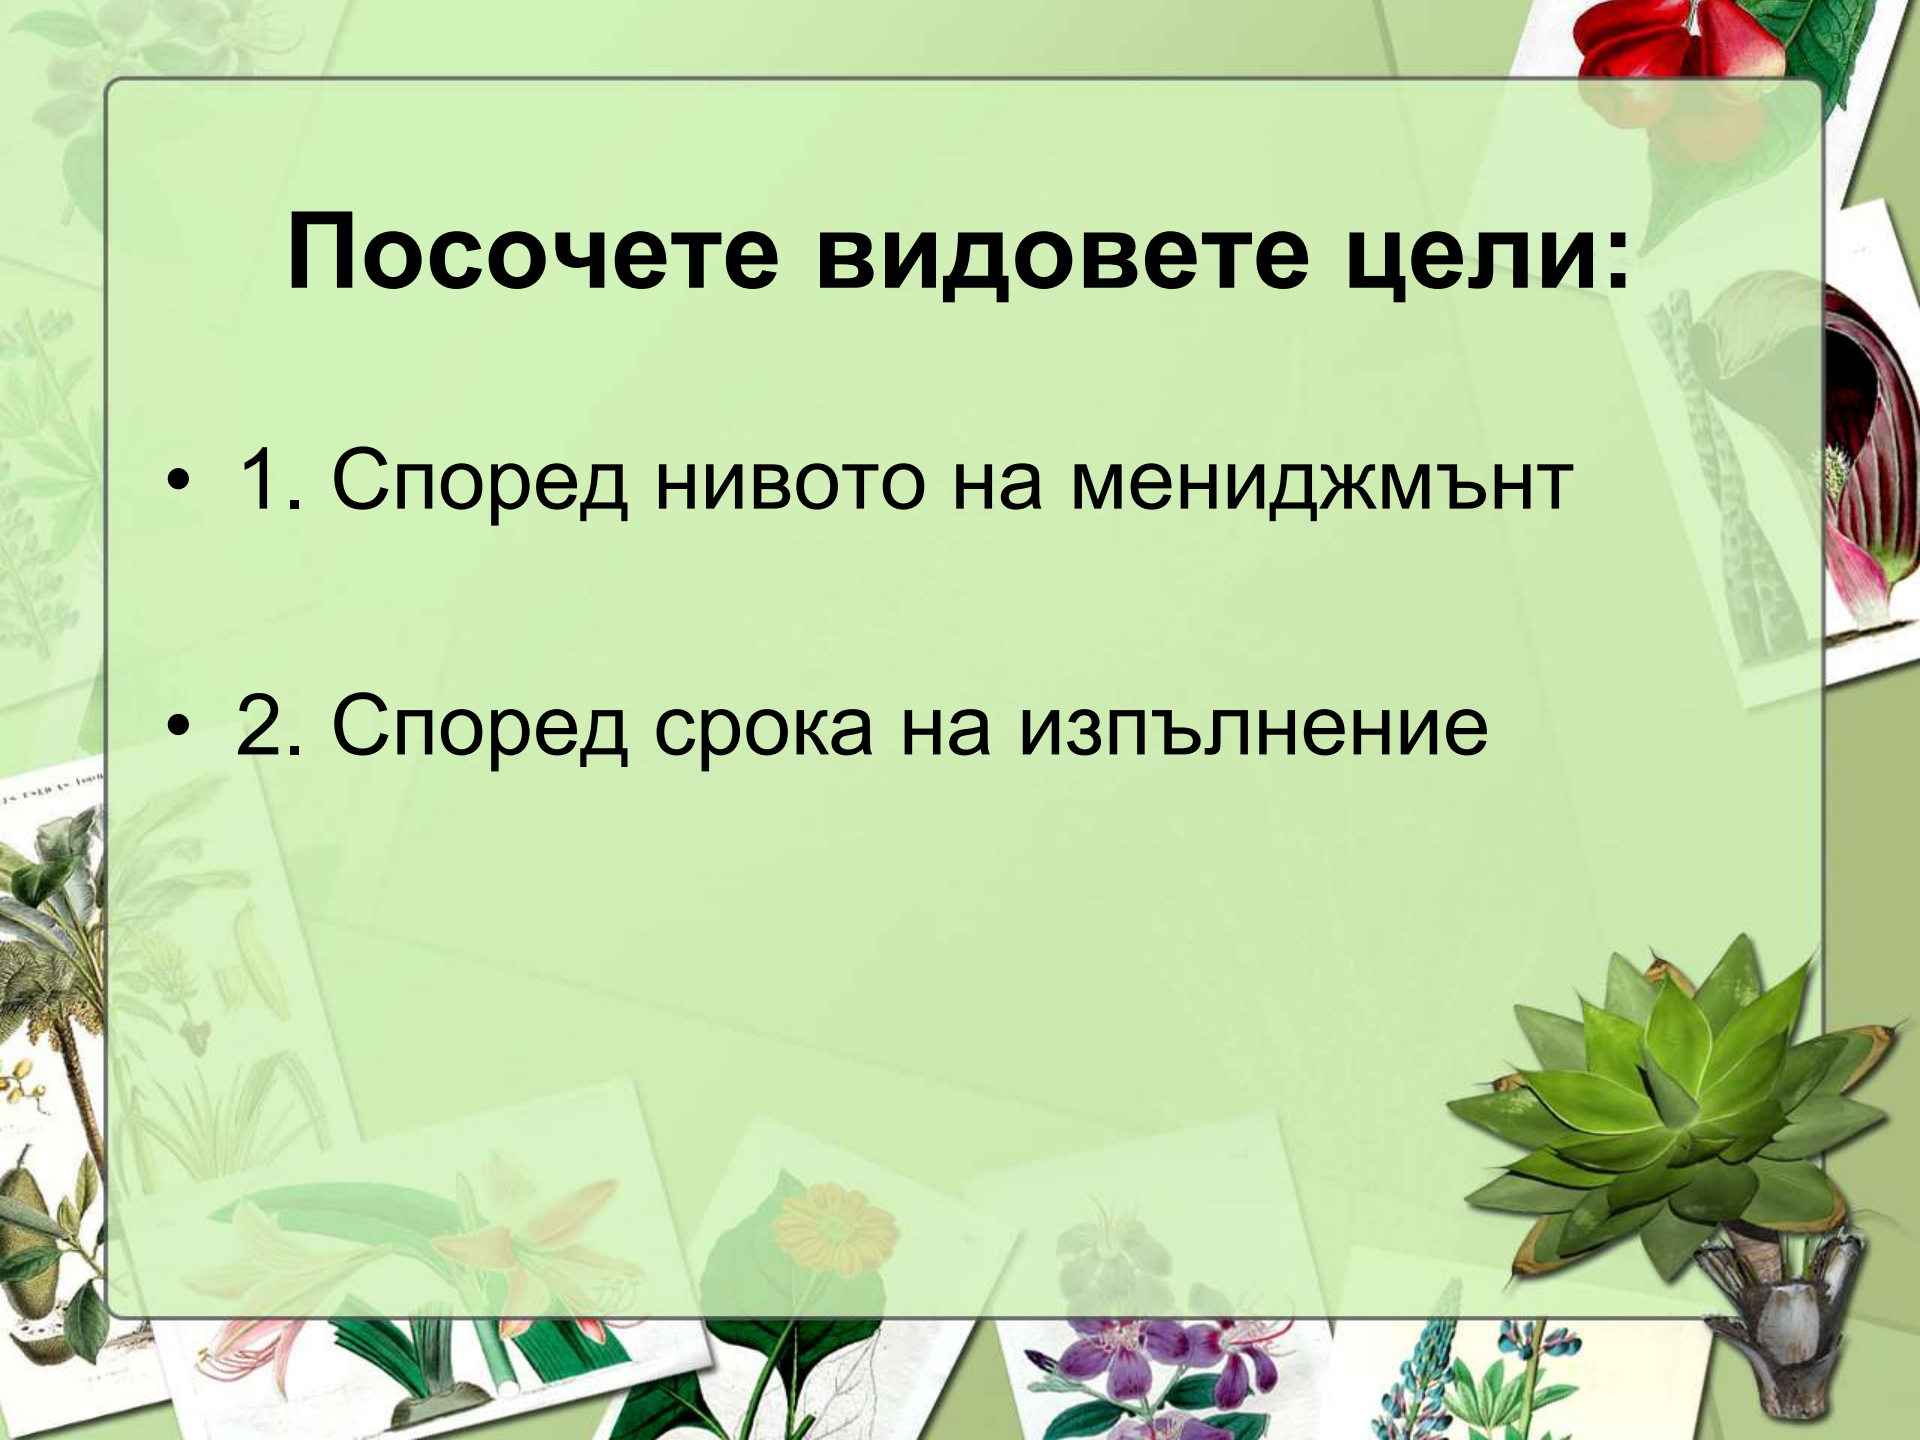 Посочете видовете цели:
• 1. Според нивото на мениджмънт
• 2. Според срока на изпълнение